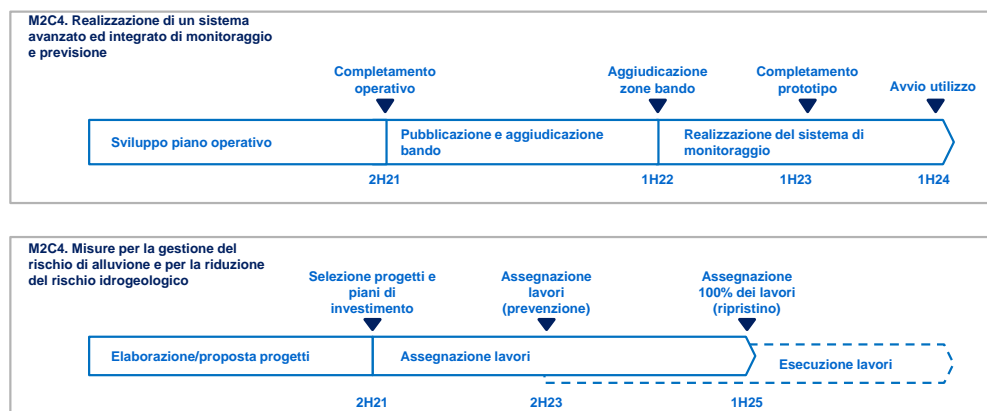 M2C4. Realizzazione di un sistema
avanzato ed integrato di monitoraggio
e previsione
Completamento
operativo
Aggiudicazione
zone bando
Completamento
prototipo
Avvio utilizzo
Sviluppo piano operativo
Pubblicazione e aggiudicazione
bando
Realizzazione del sistema di
monitoraggio
2H21
1H22
1H23
1H24
M2C4. Misure per la gestione del
rischio di alluvione e per la riduzione
del rischio idrogeologico
Selezione progetti e
piani di
investimento
Assegnazione
lavori
(prevenzione)
Assegnazione
100% dei lavori
(ripristino)
Elaborazione/proposta progetti
Assegnazione lavori
Esecuzione lavori
2H21
2H23
1H25